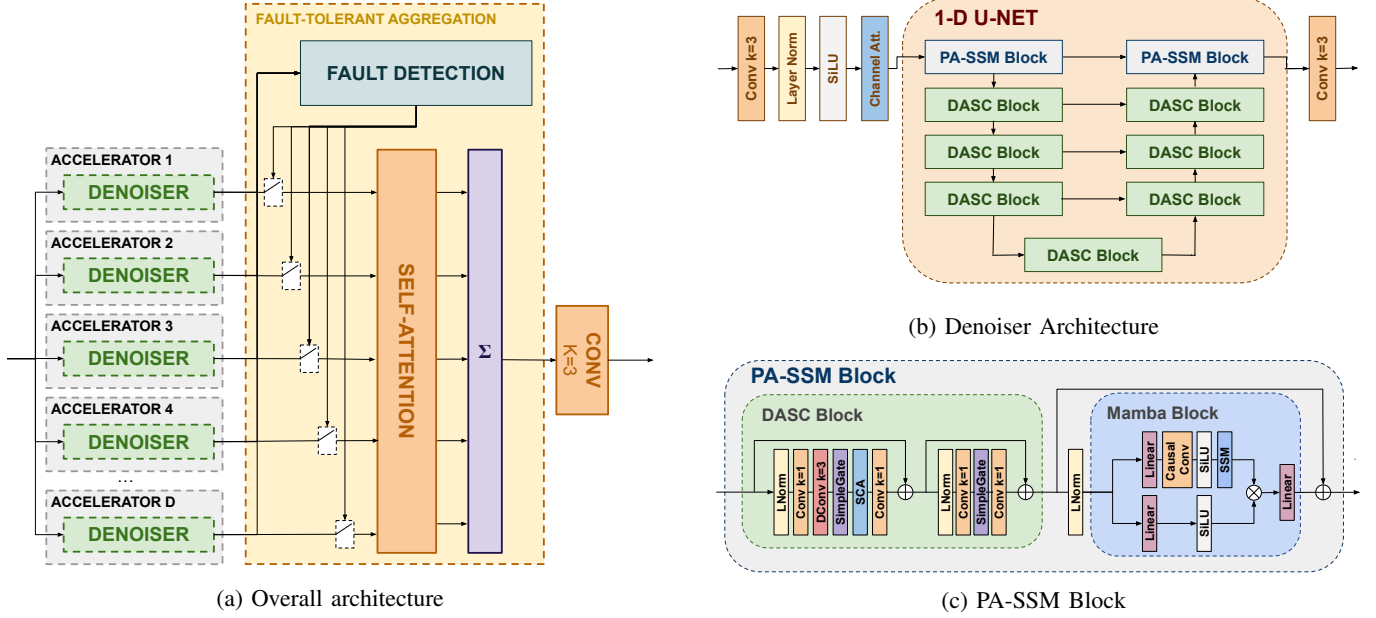 FAULT-TOLERANT AGGREGATION
FAULT DETECTION
ACCELERATOR 1
DENOISER
ACCELERATOR 2
DENOISER
ACCELERATOR 3
DENOISER
ACCELERATOR 4
DENOISER
...
ACCELERATOR D
DENOISER
SELF-ATTENTION
Σ
CONV
K=3
(a) Overall architecture
1-D U-NET
Conv k=3
Layer Norm
SiLU
Channel Att.
PA-SSM Block
PA-SSM Block
DASC Block
DASC Block
DASC Block
DASC Block
DASC Block
DASC Block
DASC Block
Conv k=3
(b) Denoiser Architecture
PA-SSM Block
DASC Block
LNorm
Conv k=1
DConv k=3
SimpleGate
SCA
Conv k=1
LNorm
Conv k=1
SimpleGate
Conv k=1
LNorm
Mamba Block
Linear
Causal
Conv
SiLU
SSM
Linear
SiLU
Linear
(c) PA-SSM Block